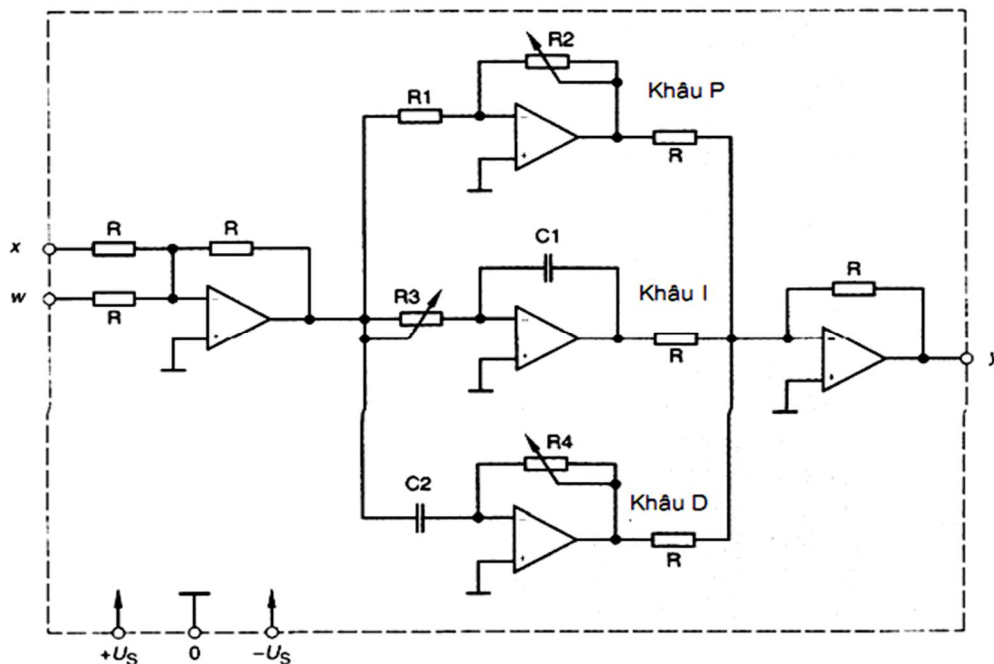 R2
R1
Khâu P
R
x
R
R
w
R
C1
R3
Khâu I
R
R
y
R4
C2
Khâu D
R
+US
0
-US
- + - + - + - + - +